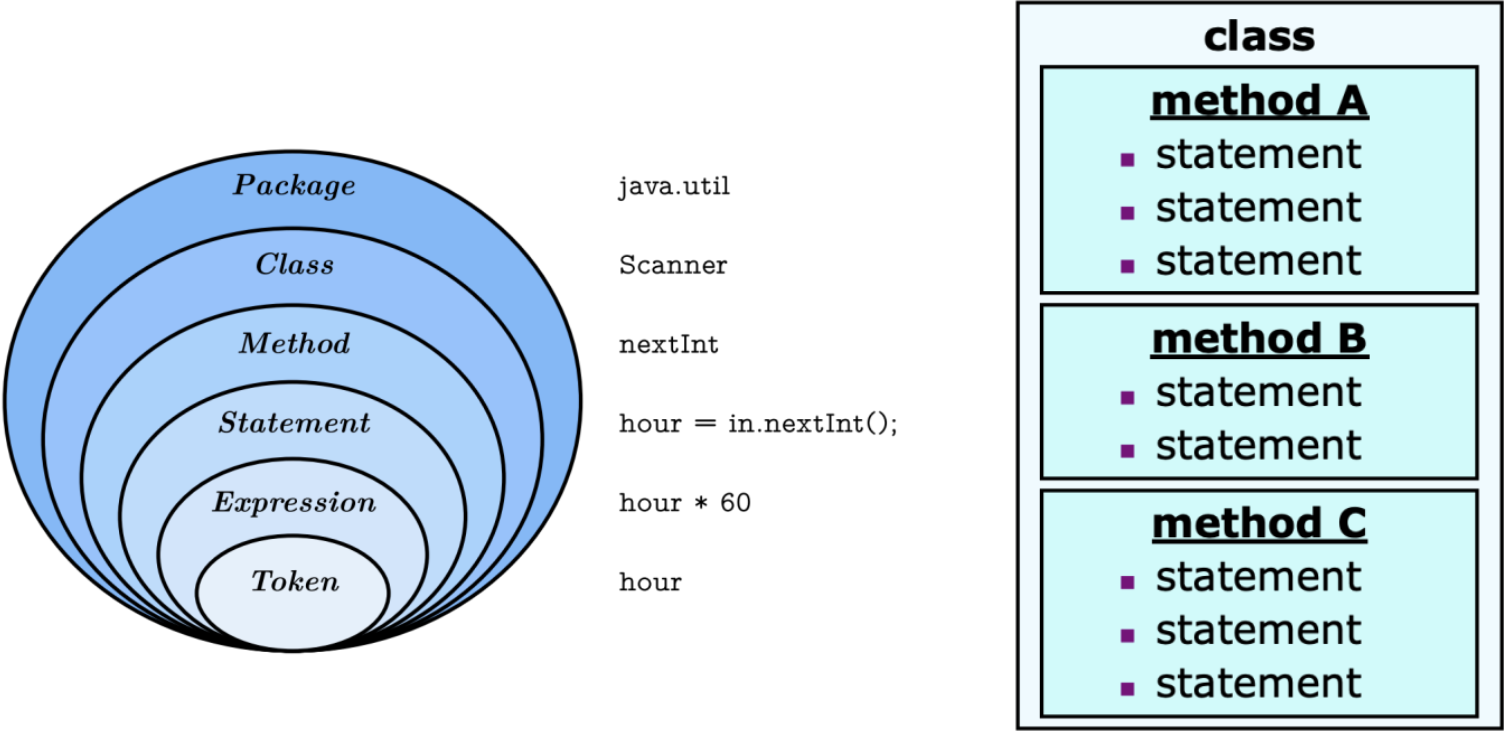 Package
java.util
Class
Scanner
Method
nextInt
Statement
hour = in.nextInt();
Expression
hour * 60
Token
hour
class
method A
▪ statement
▪ statement
▪ statement
method B
▪ statement
▪ statement
method C
▪ statement
▪ statement
▪ statement